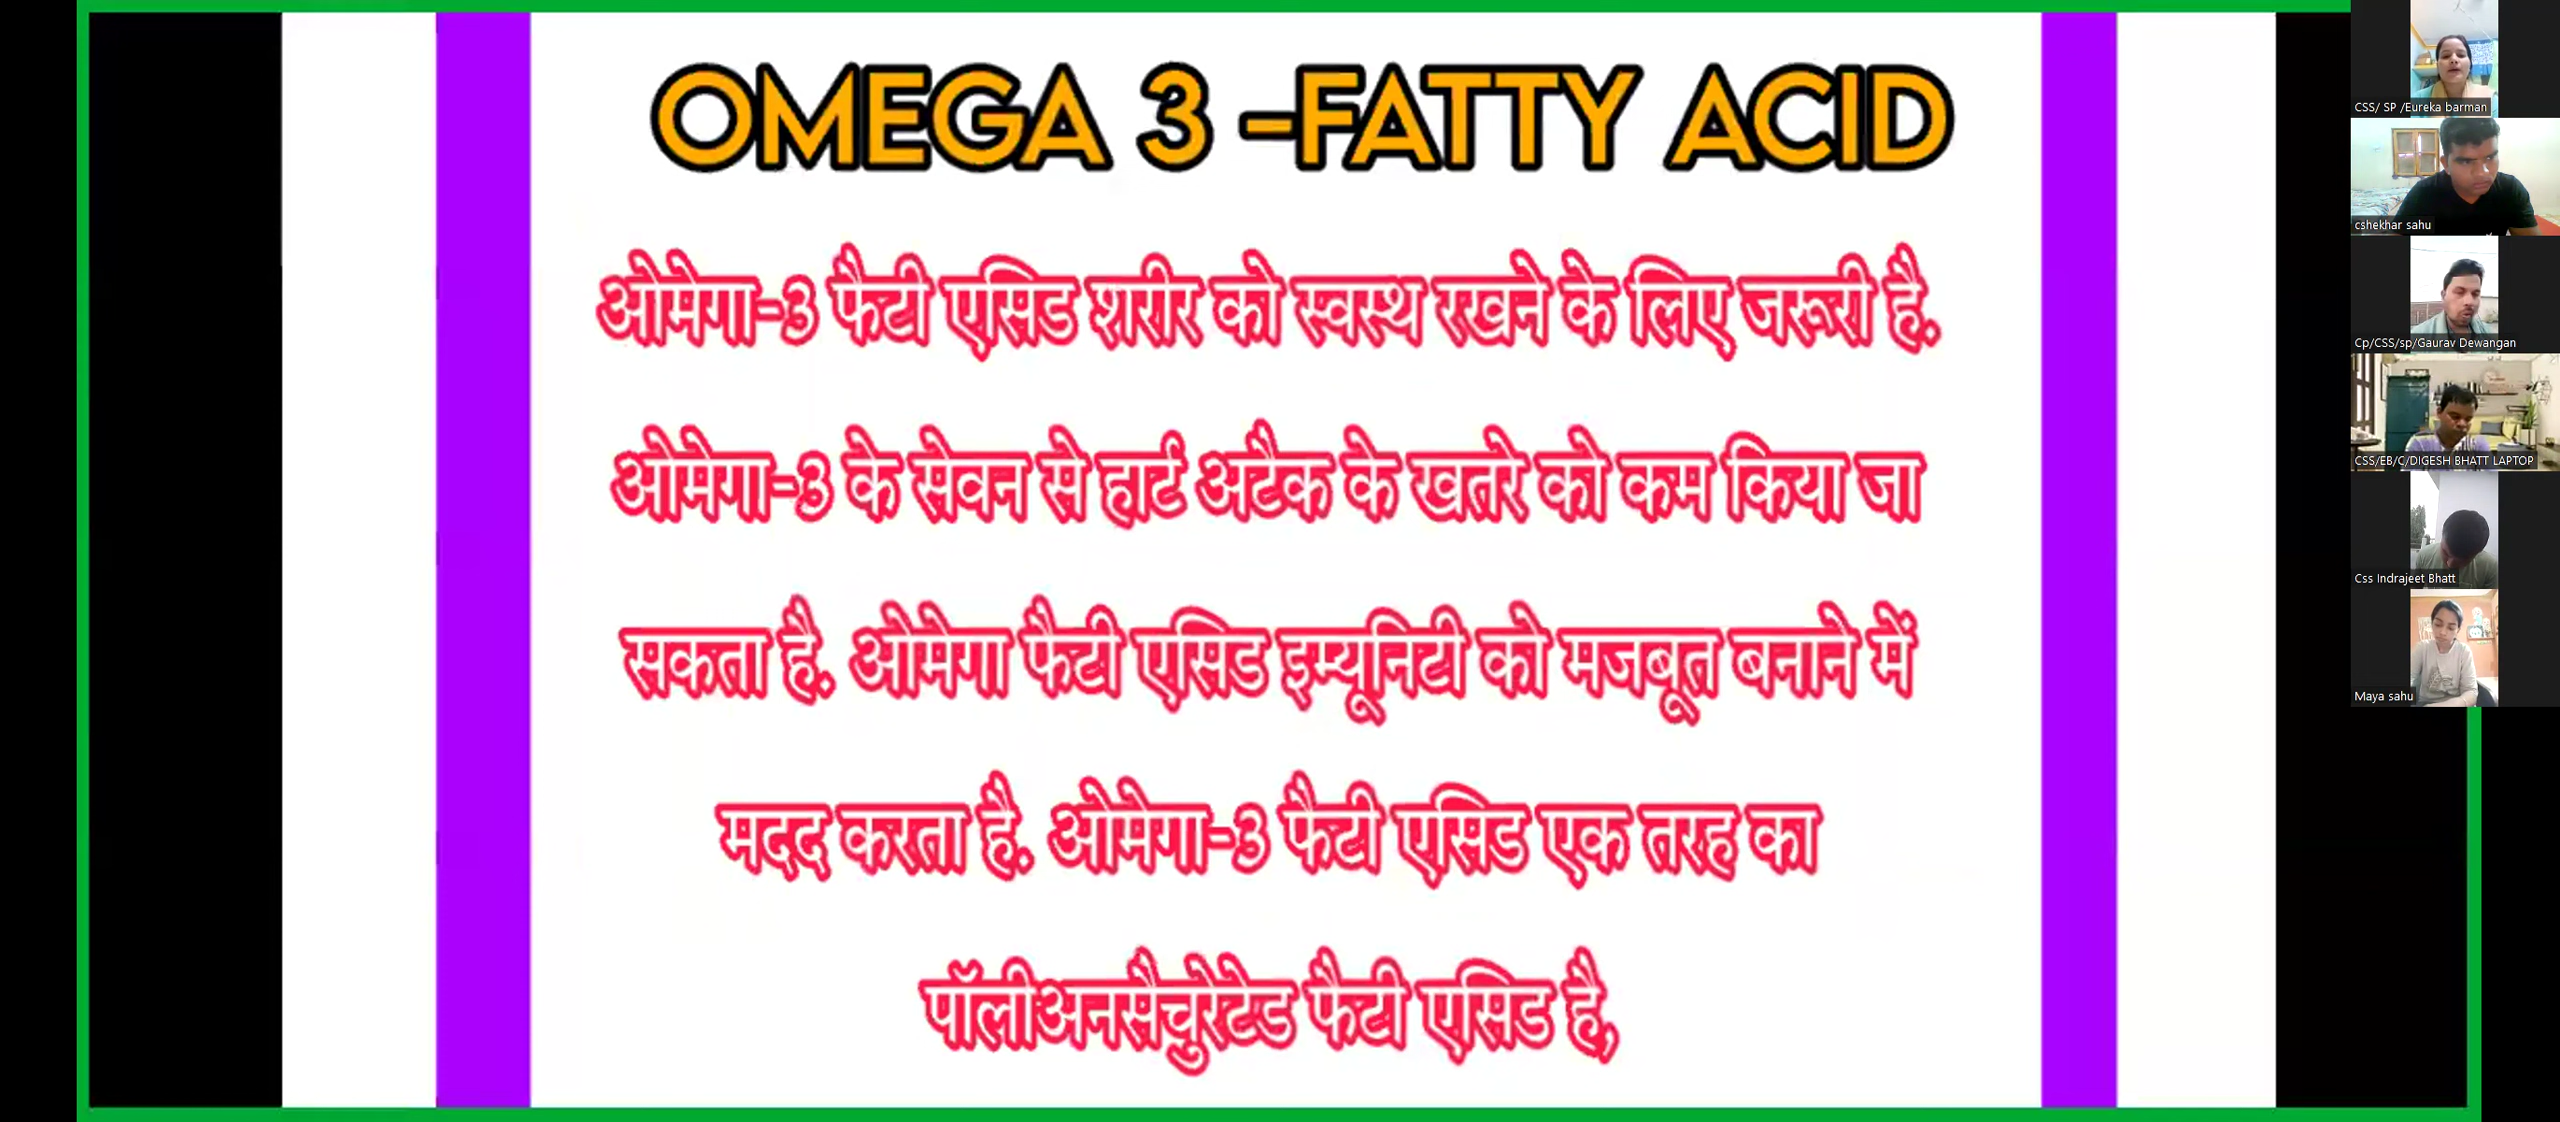 OMEGA 3 -FATTY ACID
ओमेगा-3 फैटी एसिड शरीर को स्वस्थ रखने के लिए जरूरी है.
ओमेगा-3 के सेवन से हार्ट अटैक के खतरे को कम किया जा
सकता है. ओमेगा फैटी एसिड इम्यूनिटी को मजबूत बनाने में
मदद करता है. ओमेगा-3 फैटी एसिड एक तरह का
पॉलीअनसैचुरेटेड फैटी एसिड है,
CSS/ SP /Eureka barman
cshekhar sahu
Cp/CSS/sp/Gaurav Dewangan
CSS/EB/C/DIGESH BHATT LAPTOP
Css Indrajeet Bhatt
Maya sahu